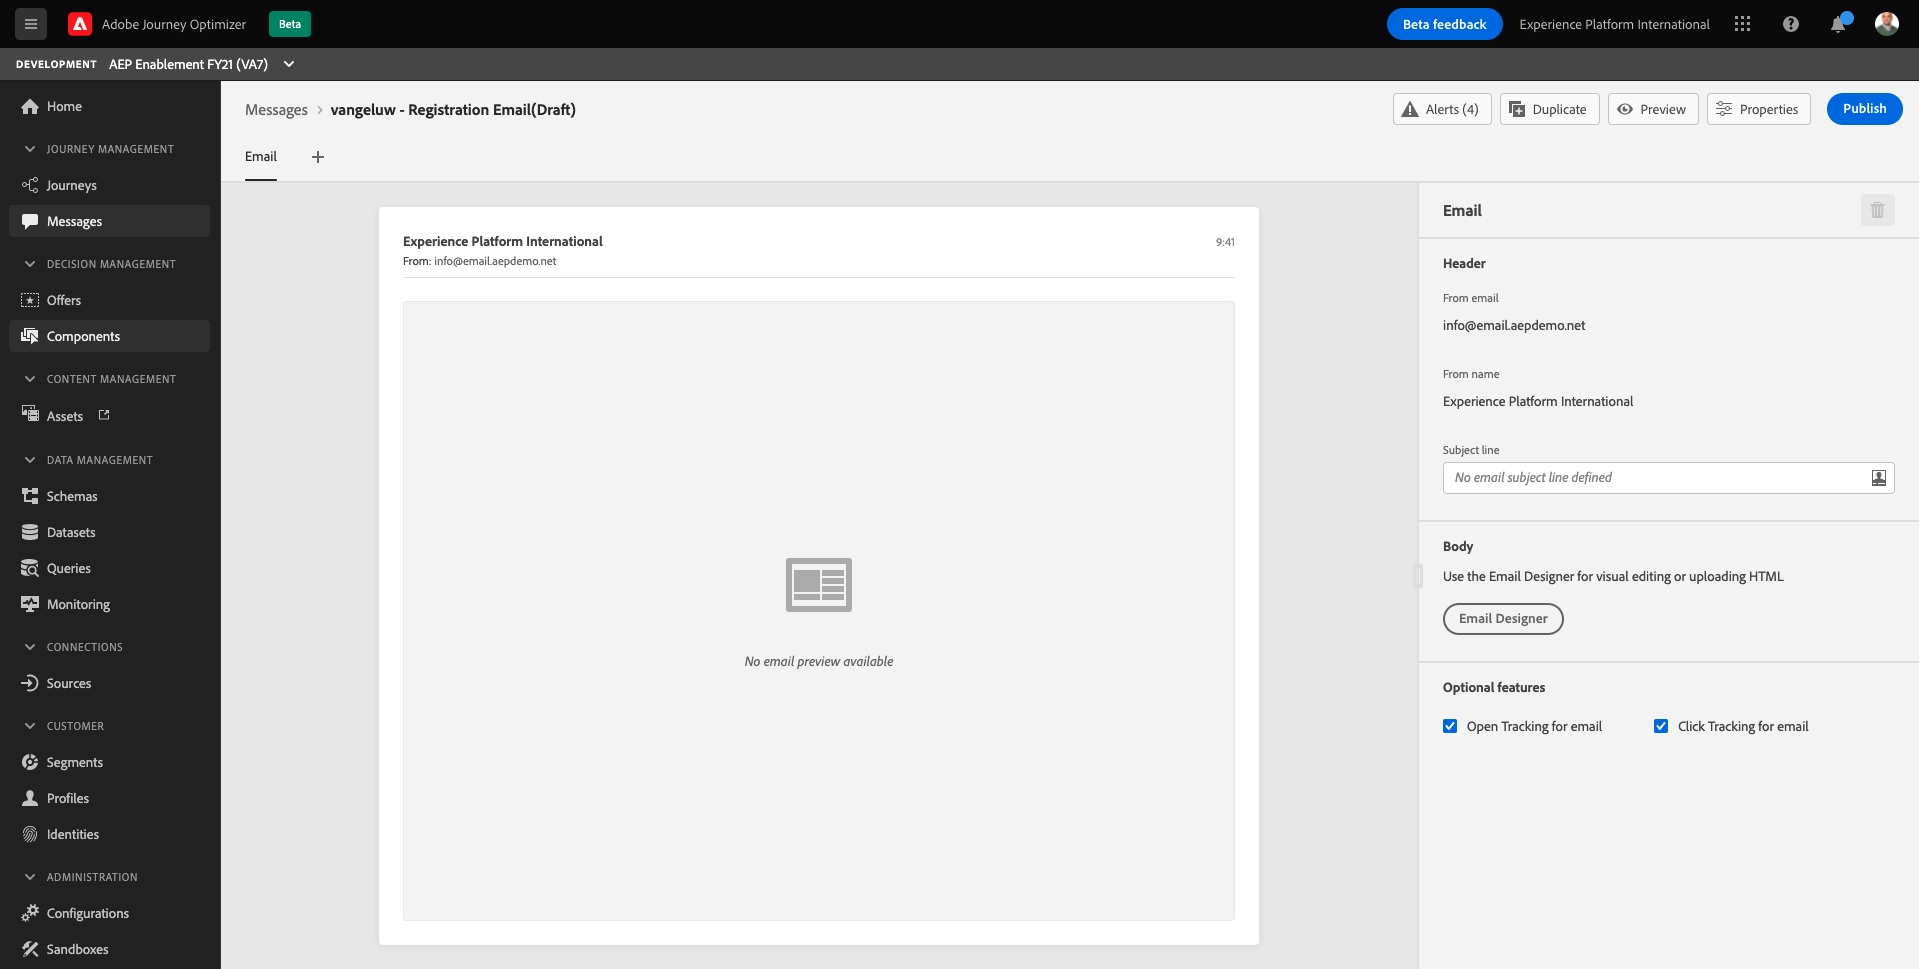 Adobe Journey Optimizer
Beta
Beta feedback
Experience Platform International
DEVELOPMENT AEP Enablement FY21 (VA7)
Home
JOURNEY MANAGEMENT
Journeys
Messages
DECISION MANAGEMENT
Offers
Components
CONTENT MANAGEMENT
Assets
DATA MANAGEMENT
Schemas
Datasets
Queries
Monitoring
CONNECTIONS
Sources
CUSTOMER
Segments
Profiles
Identities
ADMINISTRATION
Configurations
Sandboxes
Messages > vangeluw - Registration Email(Draft)
Alerts (4)
Duplicate
Preview
Properties
Publish
Email +
Experience Platform International
9:41
From: info@email.aepdemo.net
No email preview available
Email
Header
From email
info@email.aepdemo.net
From name
Experience Platform International
Subject line
No email subject line defined
Body
Use the Email Designer for visual editing or uploading HTML
Email Designer
Optional features
Open Tracking for email
Click Tracking for email